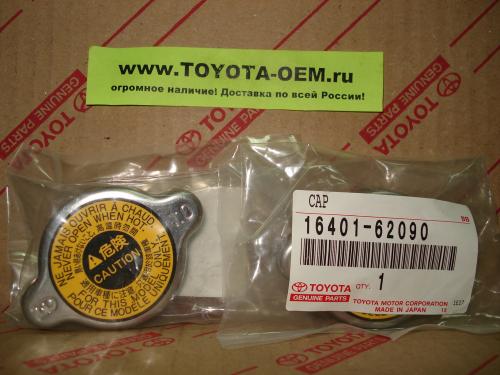 www.TOYOTA-OEM.ru
огромное наличие! Доставка по всей России!
GENUINE PARTS
NE JAMAIS OUVRIR À CHAUD
NEVER OPEN WHEN HOT
危険
CAUTION
FOR THIS MODEL ONLY
POUR CE MODÈLE UNIQUEMENT
CAP
BB
16401-62090
TOYOTA
GENUINE PARTS
QTY.
1
TOYOTA MOTOR CORPORATION
MADE IN JAPAN